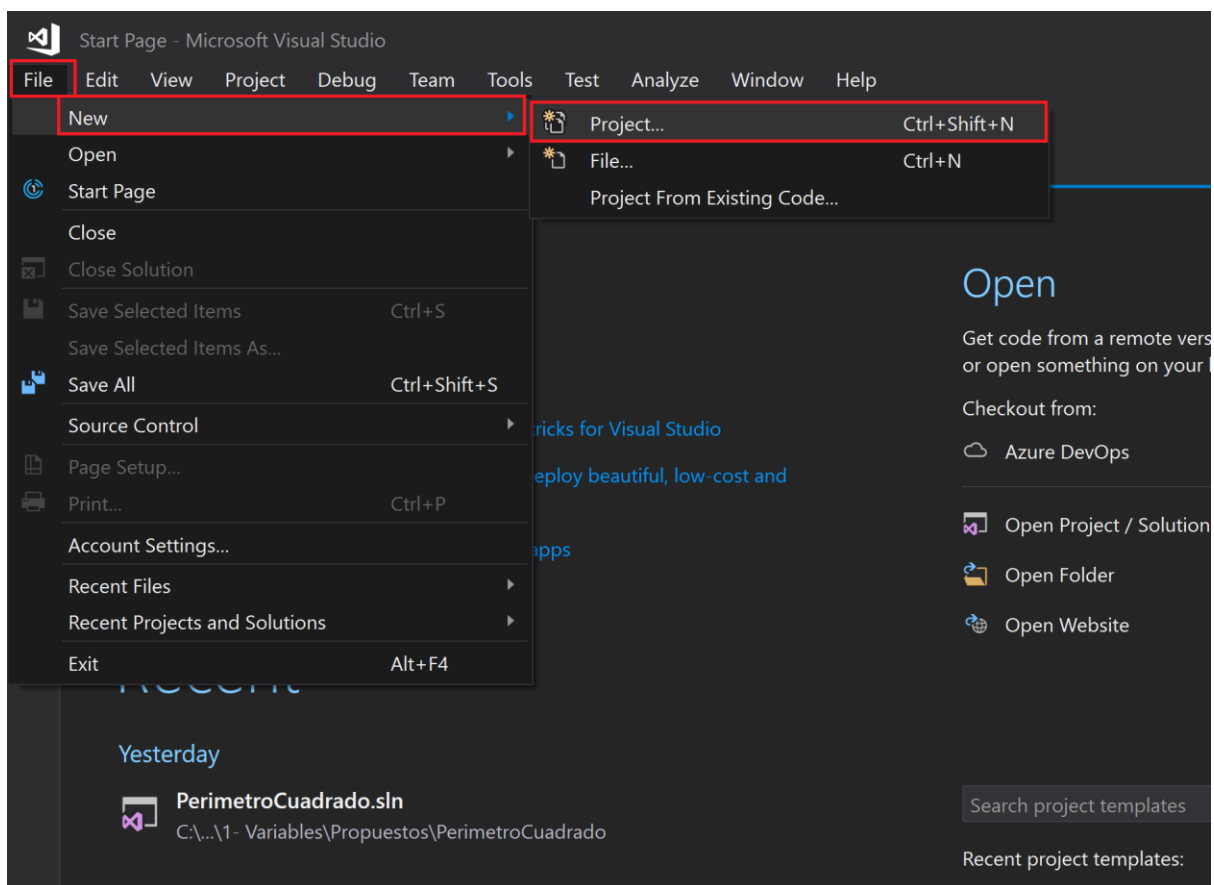 Start Page - Microsoft Visual Studio
File Edit View Project Debug Team Tools Test Analyze Window Help
New
Open
Start Page
Close
Close Solution
Save Selected Items Ctrl+S
Save Selected Items As...
Save All Ctrl+Shift+S
Source Control
Page Setup...
Print... Ctrl+P
Account Settings...
Recent Files
Recent Projects and Solutions
Exit Alt+F4
Project... Ctrl+Shift+N
File... Ctrl+N
Project From Existing Code...
ricks for Visual Studio
eploy beautiful, low-cost and
apps
Recent
Yesterday
PerimetroCuadrado.sln
C:\...\1- Variables\Propuestos\PerimetroCuadrado
Open
Get code from a remote vers
or open something on your
Checkout from:
Azure DevOps
Open Project / Solution
Open Folder
Open Website
Search project templates
Recent project templates: